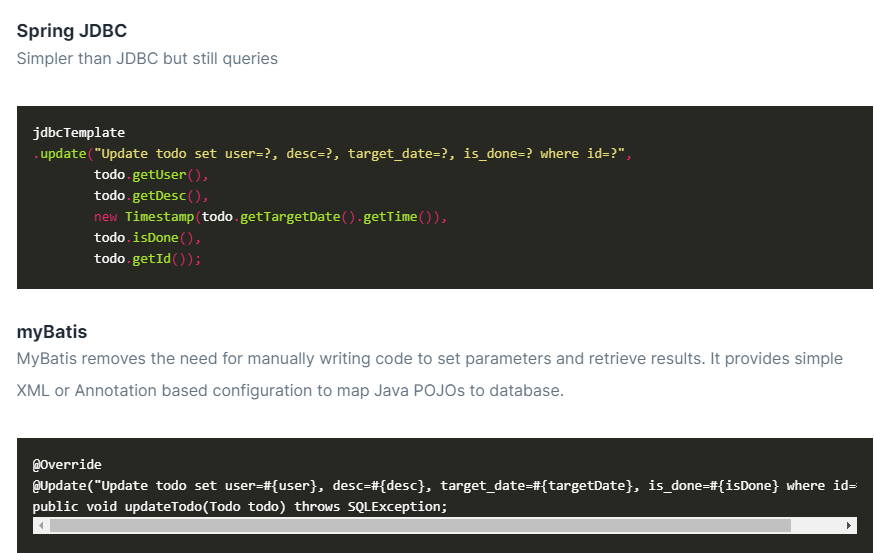 Spring JDBC
Simpler than JDBC but still queries
jdbcTemplate
.update("Update todo set user=?, desc=?, target_date=?, is_done=? where id=?",
        todo.getUser(),
        todo.getDesc(),
        new Timestamp(todo.getTargetDate().getTime()),
        todo.isDone(),
        todo.getId());
myBatis
MyBatis removes the need for manually writing code to set parameters and retrieve results. It provides simple
XML or Annotation based configuration to map Java POJOs to database.
@Override
@Update("Update todo set user=#{user}, desc=#{desc}, target_date=#{targetDate}, is_done=#{isDone} where id=
public void updateTodo(Todo todo) throws SQLException;